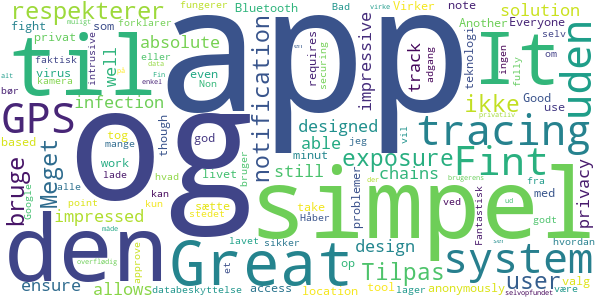 respekterer
fungerer
Bluetooth
Bad
virke
muligt
Virker
note
solution
fight
som
forklarer
Another
Everyone
privat
absolute
teknologi
selv
til
app
It
uden
om
virus
faktisk
intrusive
well
eller
adgang
ingen
kamera
data
Fin
enkel
Non
even
notification
impressive
requires
securing
track
fully
alt
bør
infection
Good
use
GPS
og
ikke
tracing
based
tog
though
god
designed
able
jeg
vil
privatliv
mange
exposure
Fint
bruge
Meget
work
lade
minut
still
chains
fra
privacy
Google
alle
hvad
livet
bruger
problemer
med
point
kan
take
der
brugerens
den
simpel
impressed
kun
sætte
stedet
Håber
ved
Fantastisk
ud
godt
hvordan
Great
design
system
nåde
lavet
sikker
op
Tilpas
user
valg
ensure
approve
overflødig
allows
et
databeskyttelse
access
location
tool
lager
anonymously
være
selvopfundet